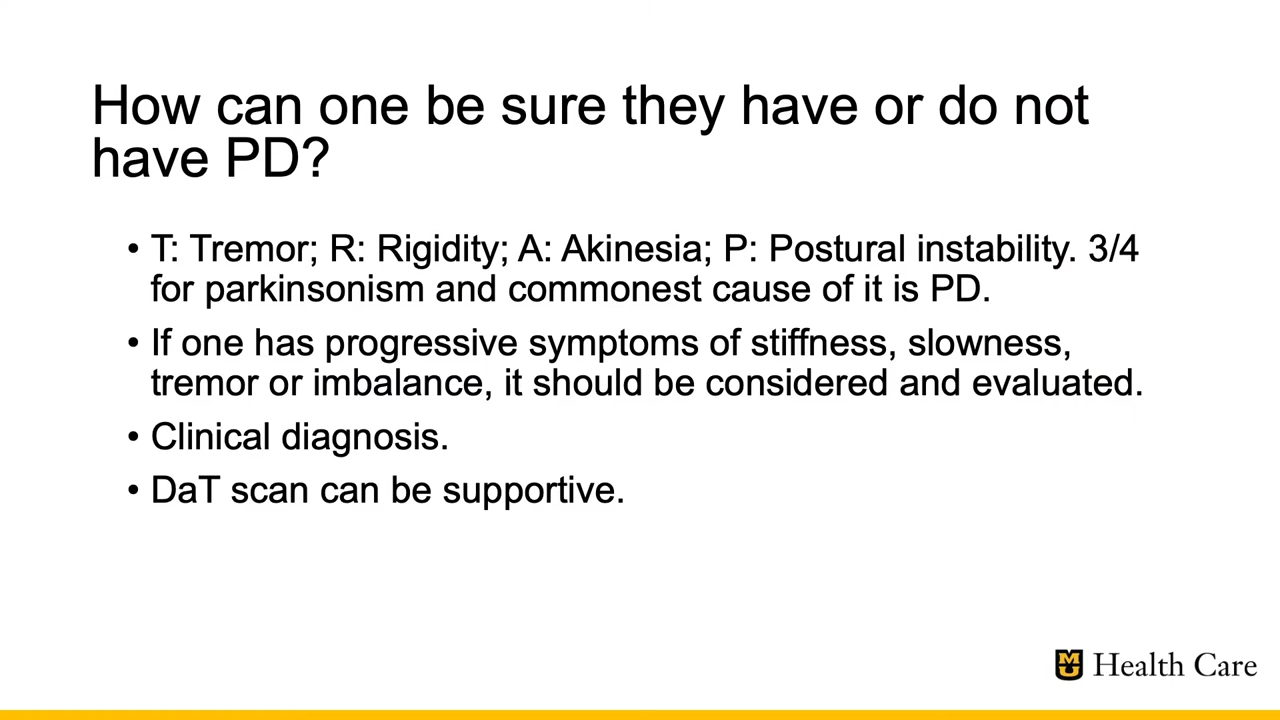 How can one be sure they have or do not
have PD?
• T: Tremor; R: Rigidity; A: Akinesia; P: Postural instability. 3/4
for parkinsonism and commonest cause of it is PD.
• If one has progressive symptoms of stiffness, slowness,
tremor or imbalance, it should be considered and evaluated.
• Clinical diagnosis.
• DaT scan can be supportive.
MU Health Care